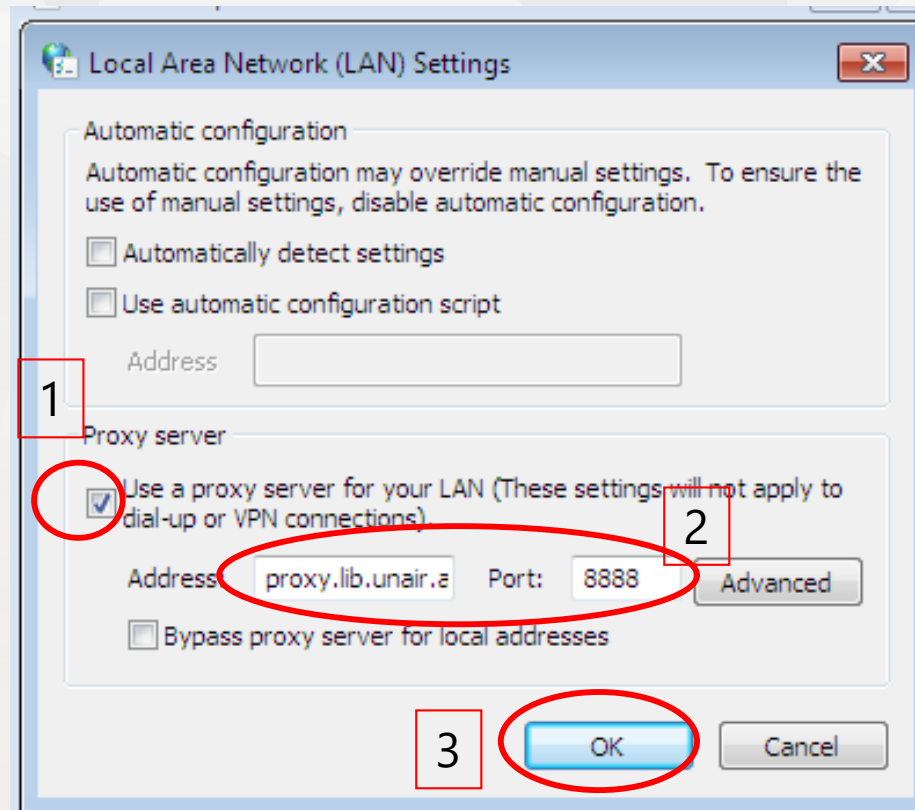 Local Area Network (LAN) Settings
Automatic configuration
Automatic configuration may override manual settings. To ensure the
use of manual settings, disable automatic configuration.
Automatically detect settings
Use automatic configuration script
Address
1
Proxy server
Use a proxy server for your LAN (These settings will not apply to
dial-up or VPN connections).
2
Address: proxy.lib.unair.a Port: 8888 Advanced
Bypass proxy server for local addresses
3 OK Cancel